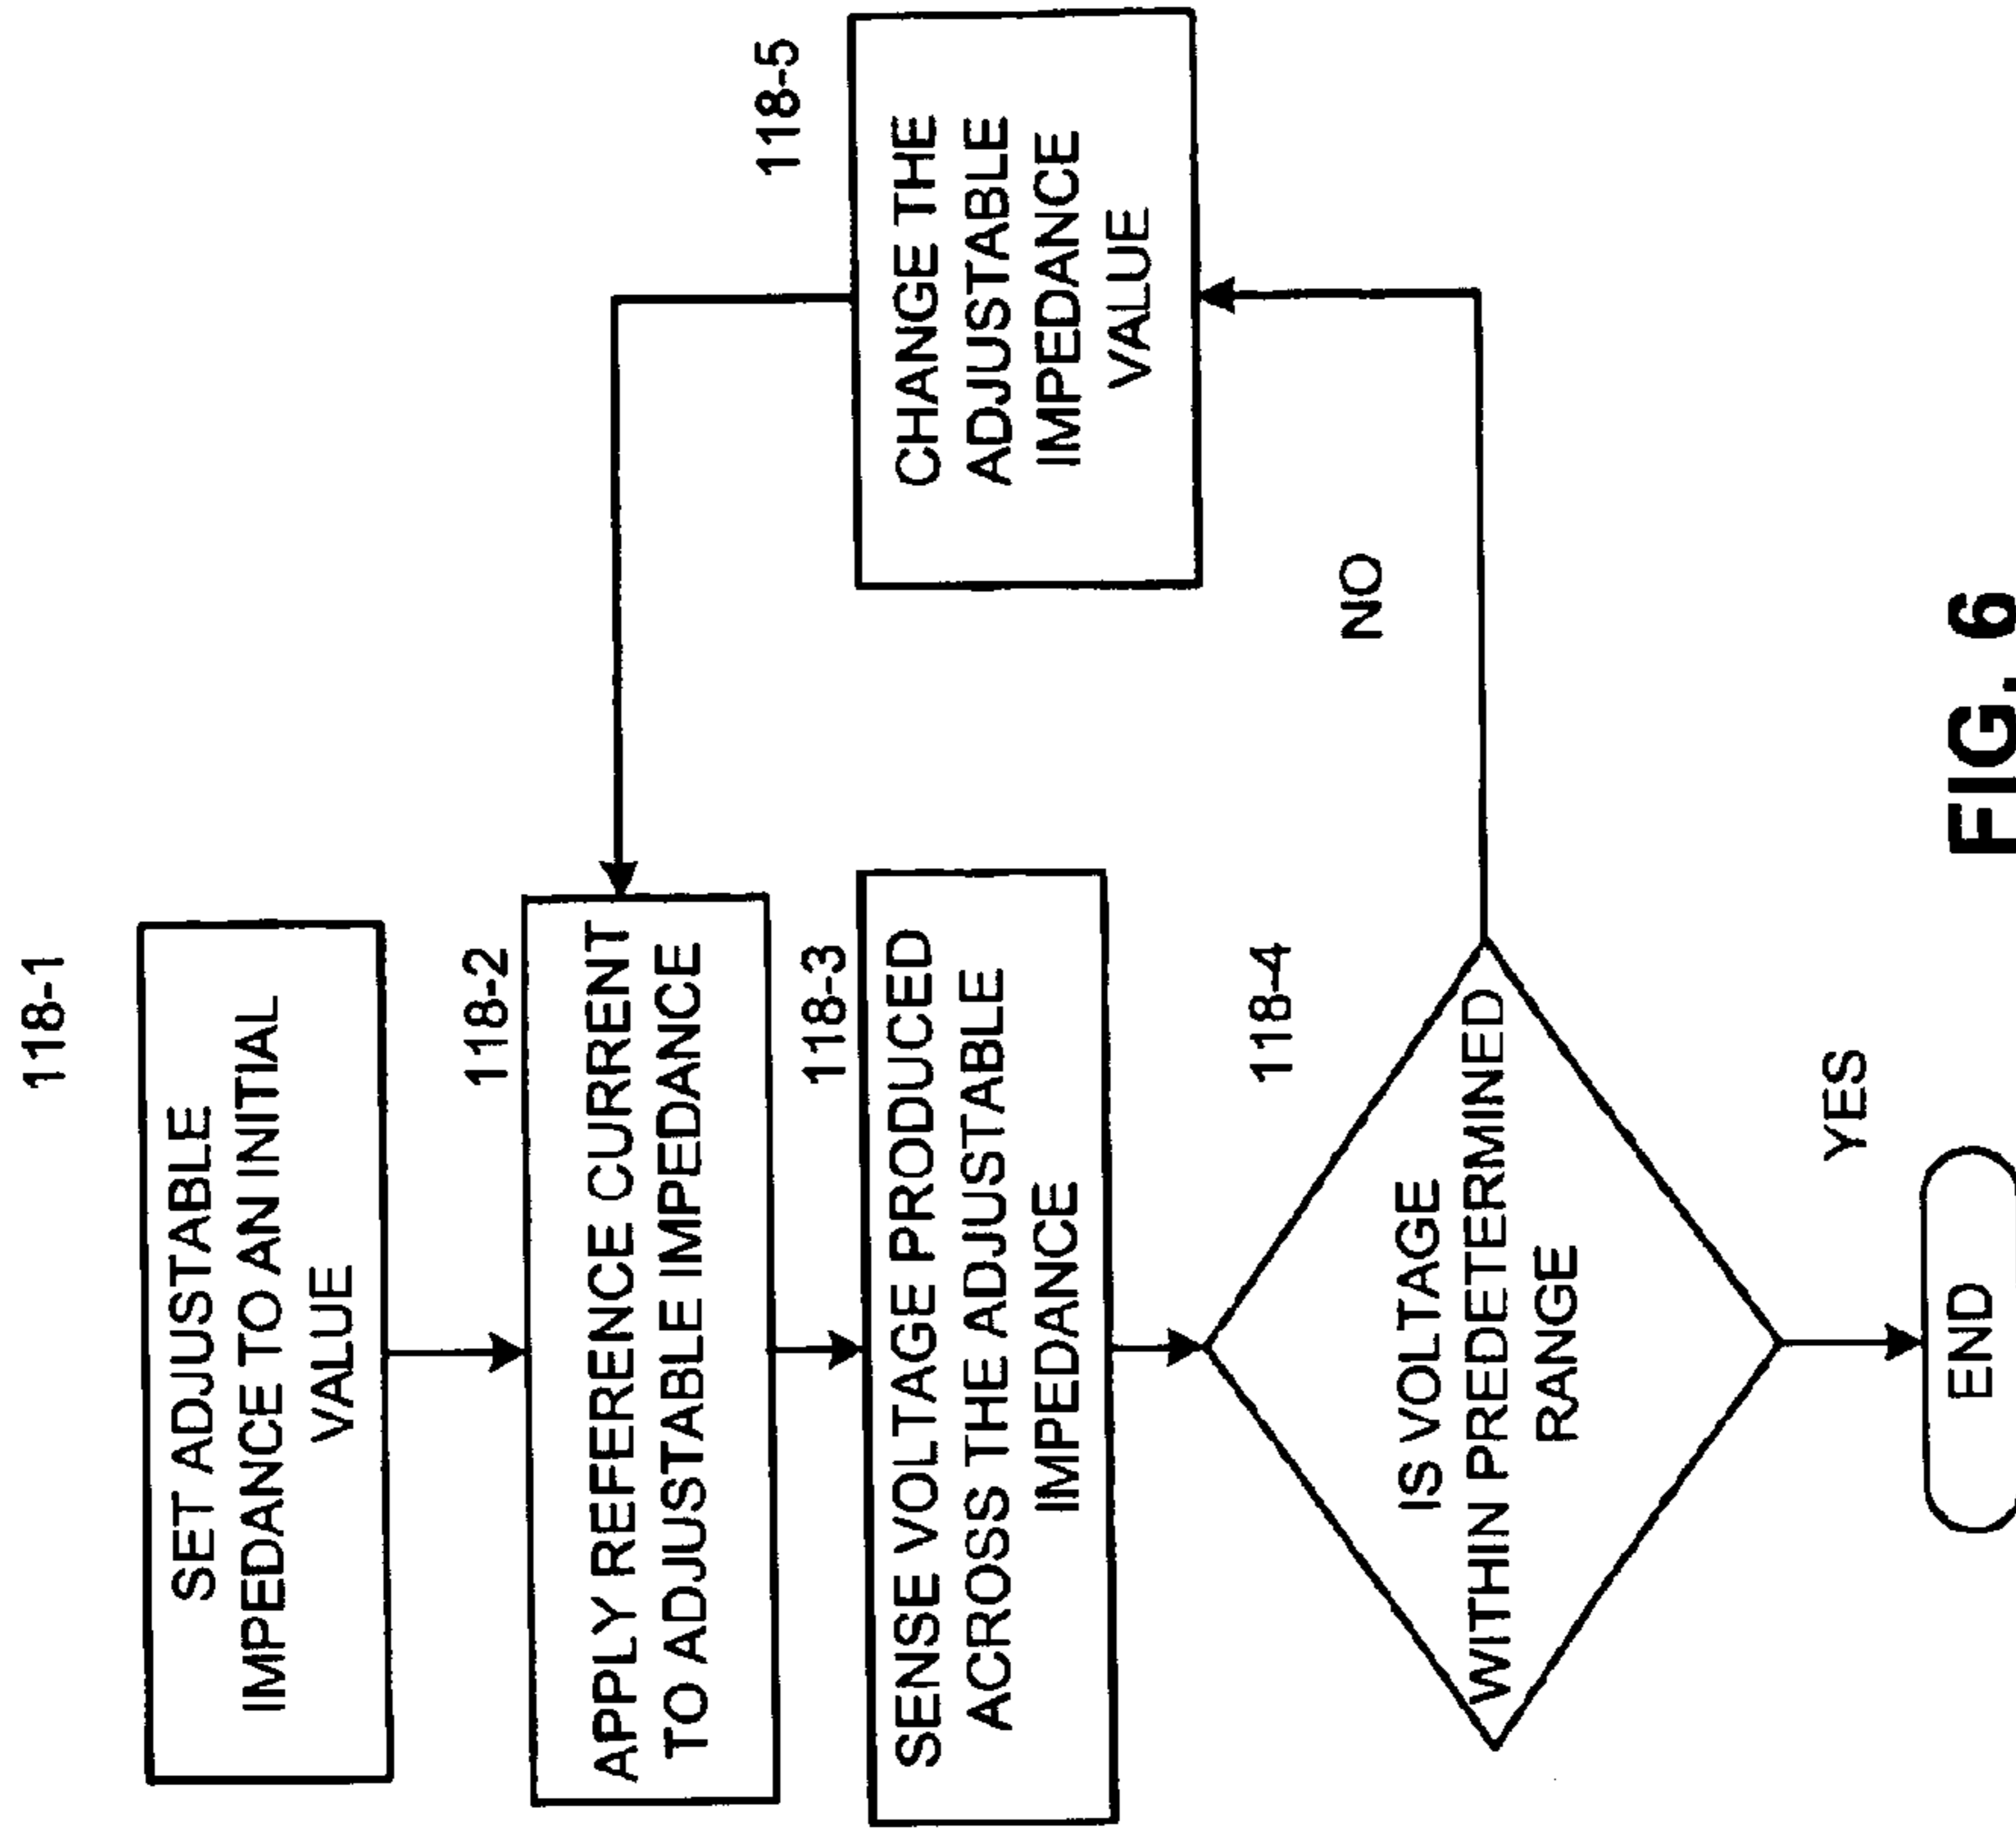 118-1
SET ADJUSTABLE
IMPEDANCE TO AN INITIAL
VALUE
118-2
APPLY REFERENCE CURRENT
TO ADJUSTABLE IMPEDANCE
118-3
SENSE VOLTAGE PRODUCED
ACROSS THE ADJUSTABLE
IMPEDANCE
118-4
IS VOLTAGE
WITHIN PREDETERMINED
RANGE
NO
118-5
CHANGE THE
ADJUSTABLE
IMPEDANCE
VALUE
YES
END
FIG. 6